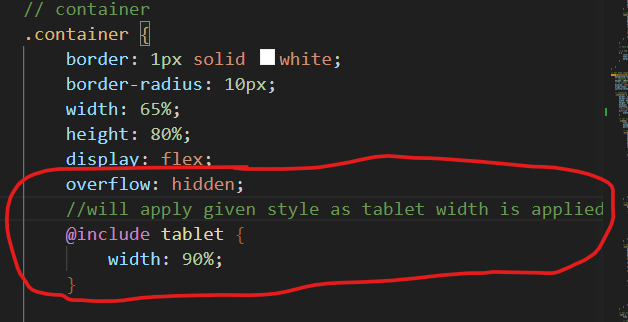 // container
.container {
border: 1px solid white;
border-radius: 10px;
width: 65%;
height: 80%;
display: flex;
overflow: hidden;
//will apply given style as tablet width is applied
@include tablet {
width: 90%;
}